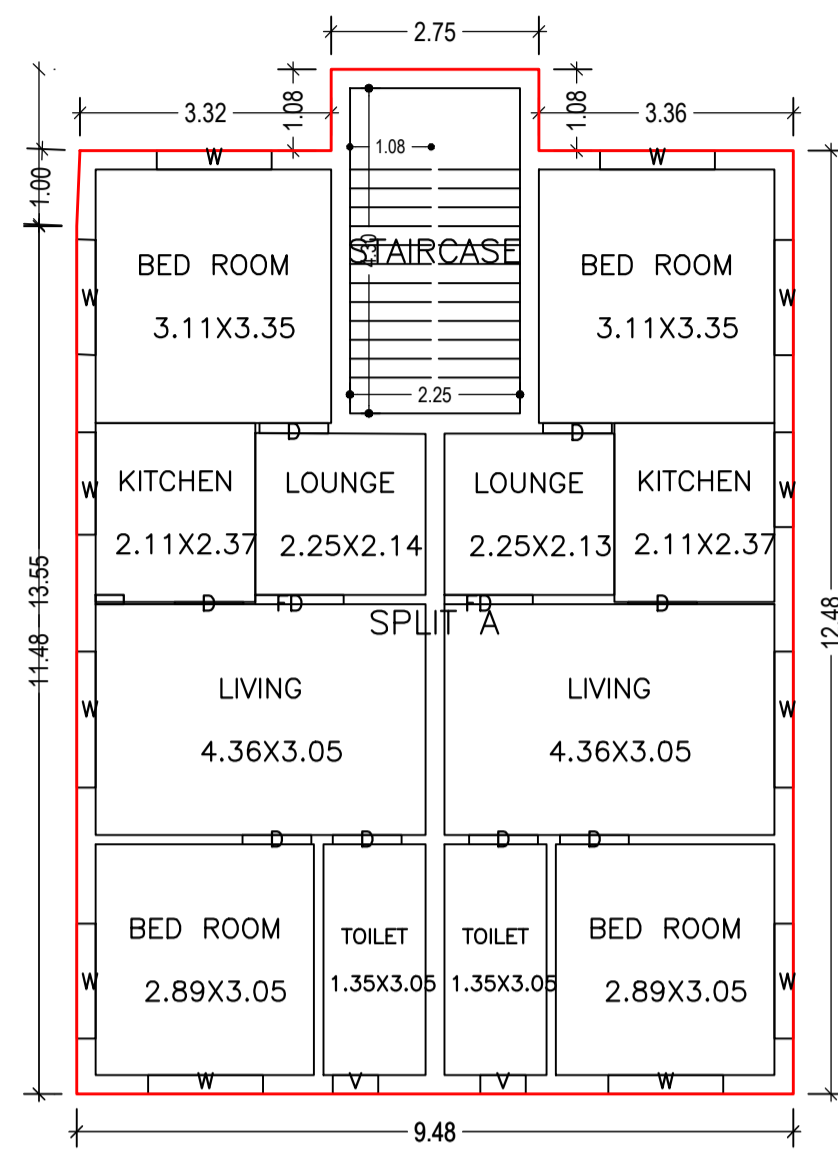 2.75
3.32
1.08
1.08
3.36
W
W
1.08
1.00
STAIRCASE
4.30
BED ROOM
BED ROOM
3.11X3.35
3.11X3.35
W
W
2.25
D
D
KITCHEN
LOUNGE
LOUNGE
KITCHEN
W
W
2.11X2.37
2.25X2.14
2.25X2.13
2.11X2.37
D
FD
FD
D
SPLIT A
11.48
13.55
12.48
LIVING
LIVING
W
W
4.36X3.05
4.36X3.05
D
D
D
D
BED ROOM
TOILET
TOILET
BED ROOM
W
W
2.89X3.05
1.35X3.05
1.35X3.05
2.89X3.05
W
V
V
W
9.48